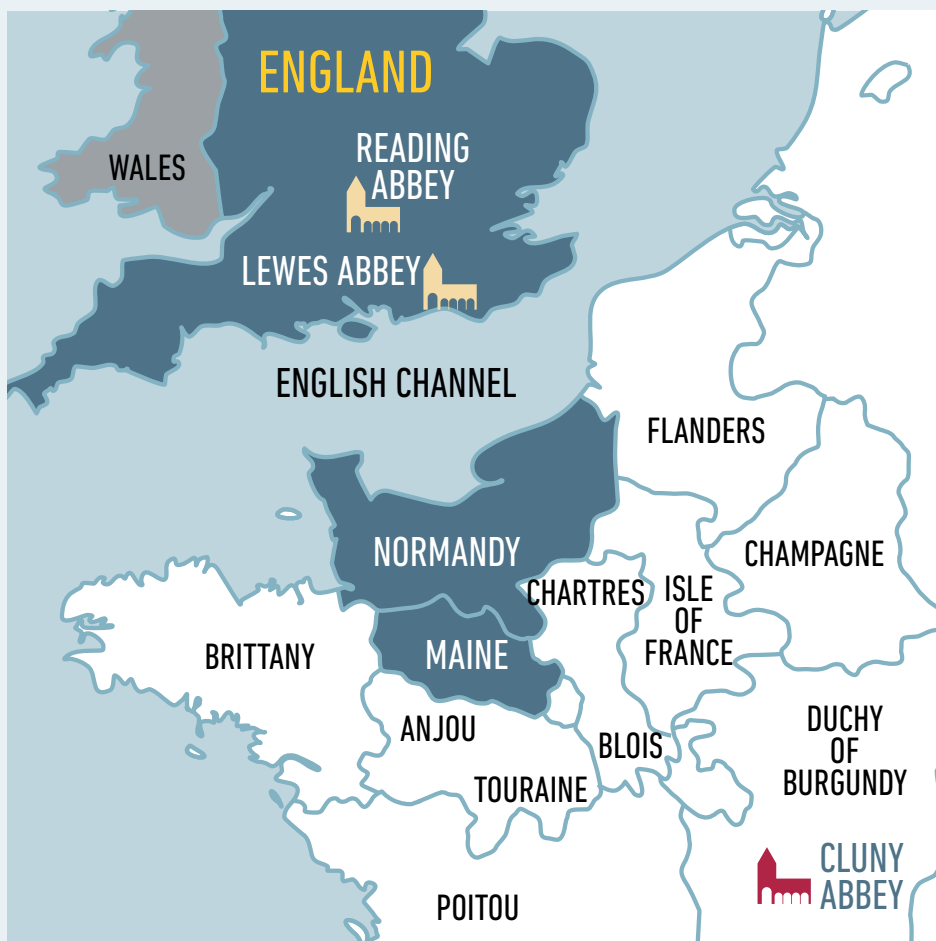 ENGLAND
READING
ABBEY
WALES
LEWES ABBEY
ENGLISH CHANNEL
FLANDERS
NORMANDY
CHAMPAGNE
CHARTRES
ISLE
OF
FRANCE
BRITTANY
MAINE
ANJOU
BLOIS
DUCHY
OF
BURGUNDY
TOURAINE
CLUNY
ABBEY
POITOU